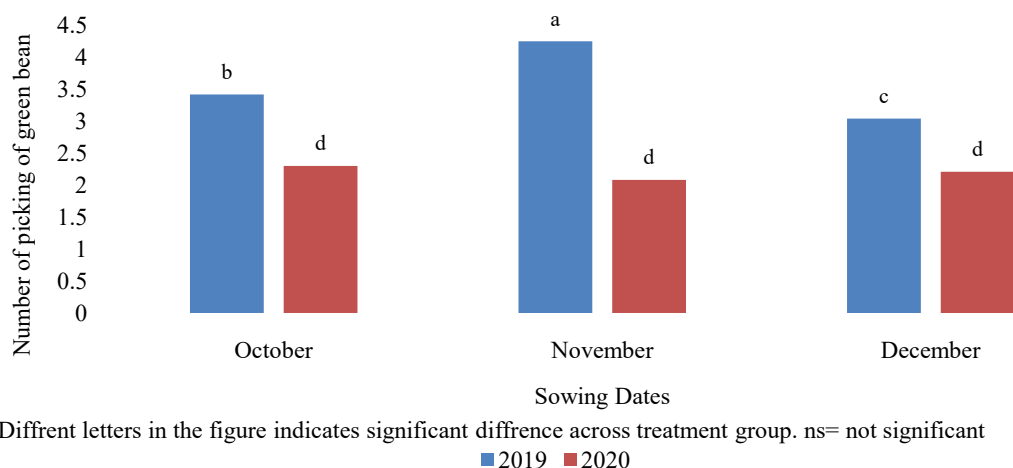 Number of picking of green bean
4.5
4
3.5
3
2.5
2
1.5
1
0.5
0
b
d
a
d
c
d
October
November
December
Sowing Dates
Diffrent letters in the figure indicates significant diffrence across treatment group. ns= not significant
2019 2020